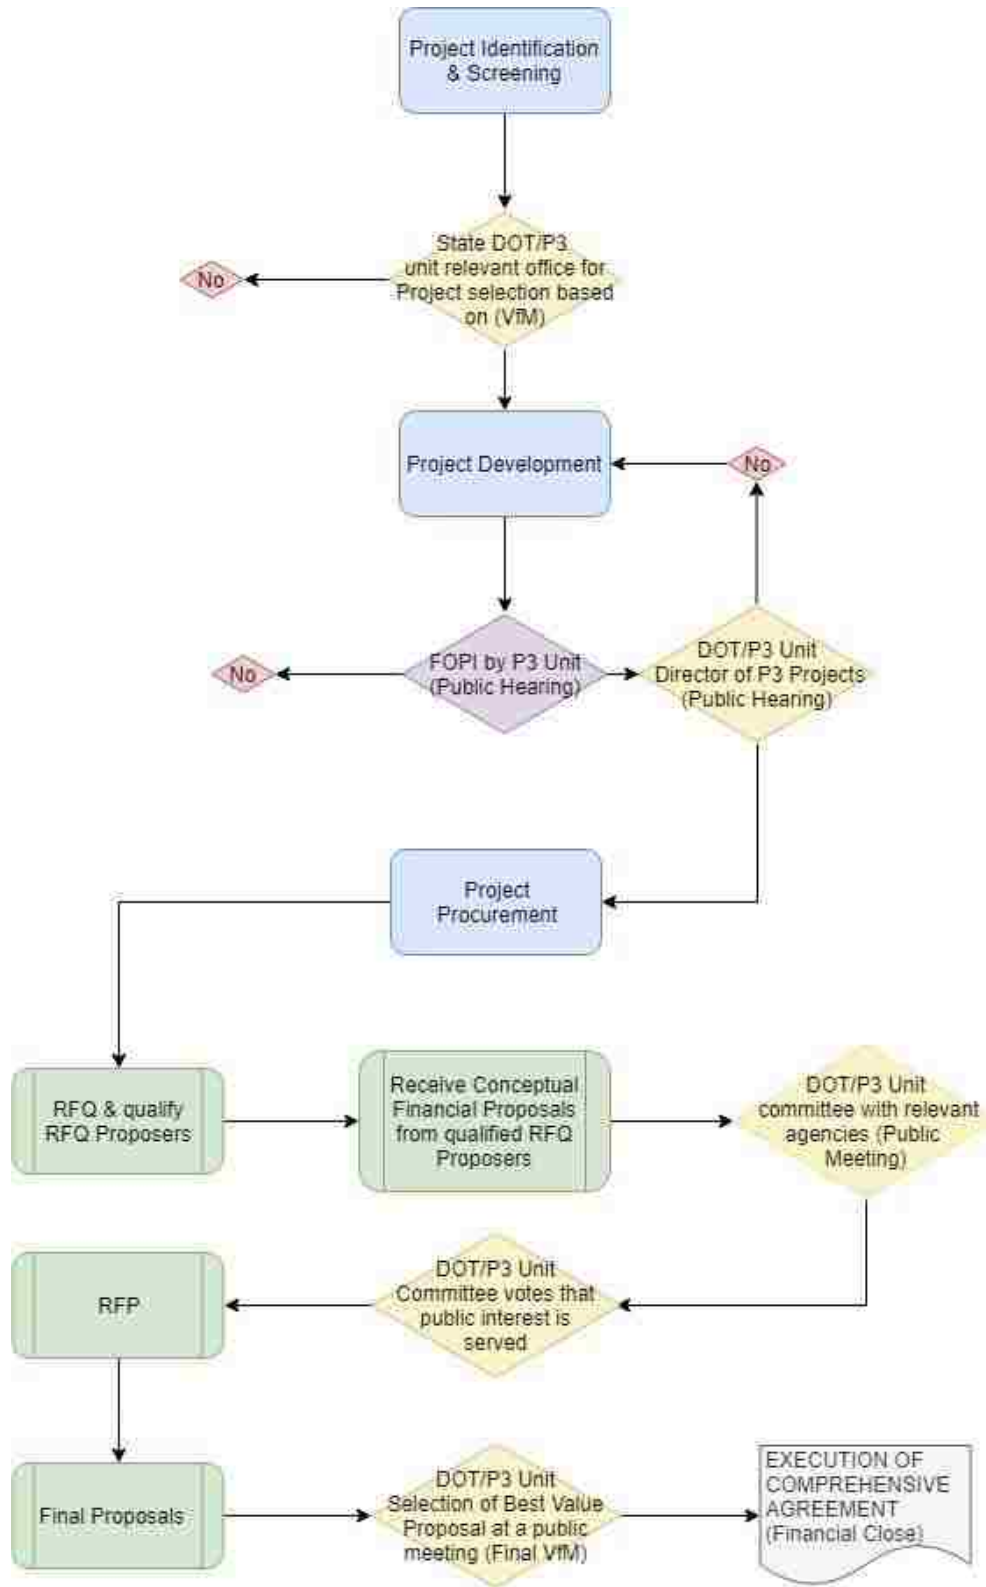 Project Identification
& Screening
State DOT/P3
unit relevant office for
Project selection based
on (VfM)
No
Project Development
No
FOPI by P3 Unit
(Public Hearing)
No
DOT/P3 Unit
Director of P3 Projects
(Public Hearing)
Project
Procurement
RFQ & qualify
RFQ Proposers
Receive Conceptual
Financial Proposals
from qualified RFQ
Proposers
DOT/P3 Unit
committee with relevant
agencies (Public
Meeting)
DOT/P3 Unit
Committee votes that
public interest is
served
RFP
Final Proposals
DOT/P3 Unit
Selection of Best Value
Proposal at a public
meeting (Final VfM)
EXECUTION OF
COMPREHENSIVE
AGREEMENT
(Financial Close)